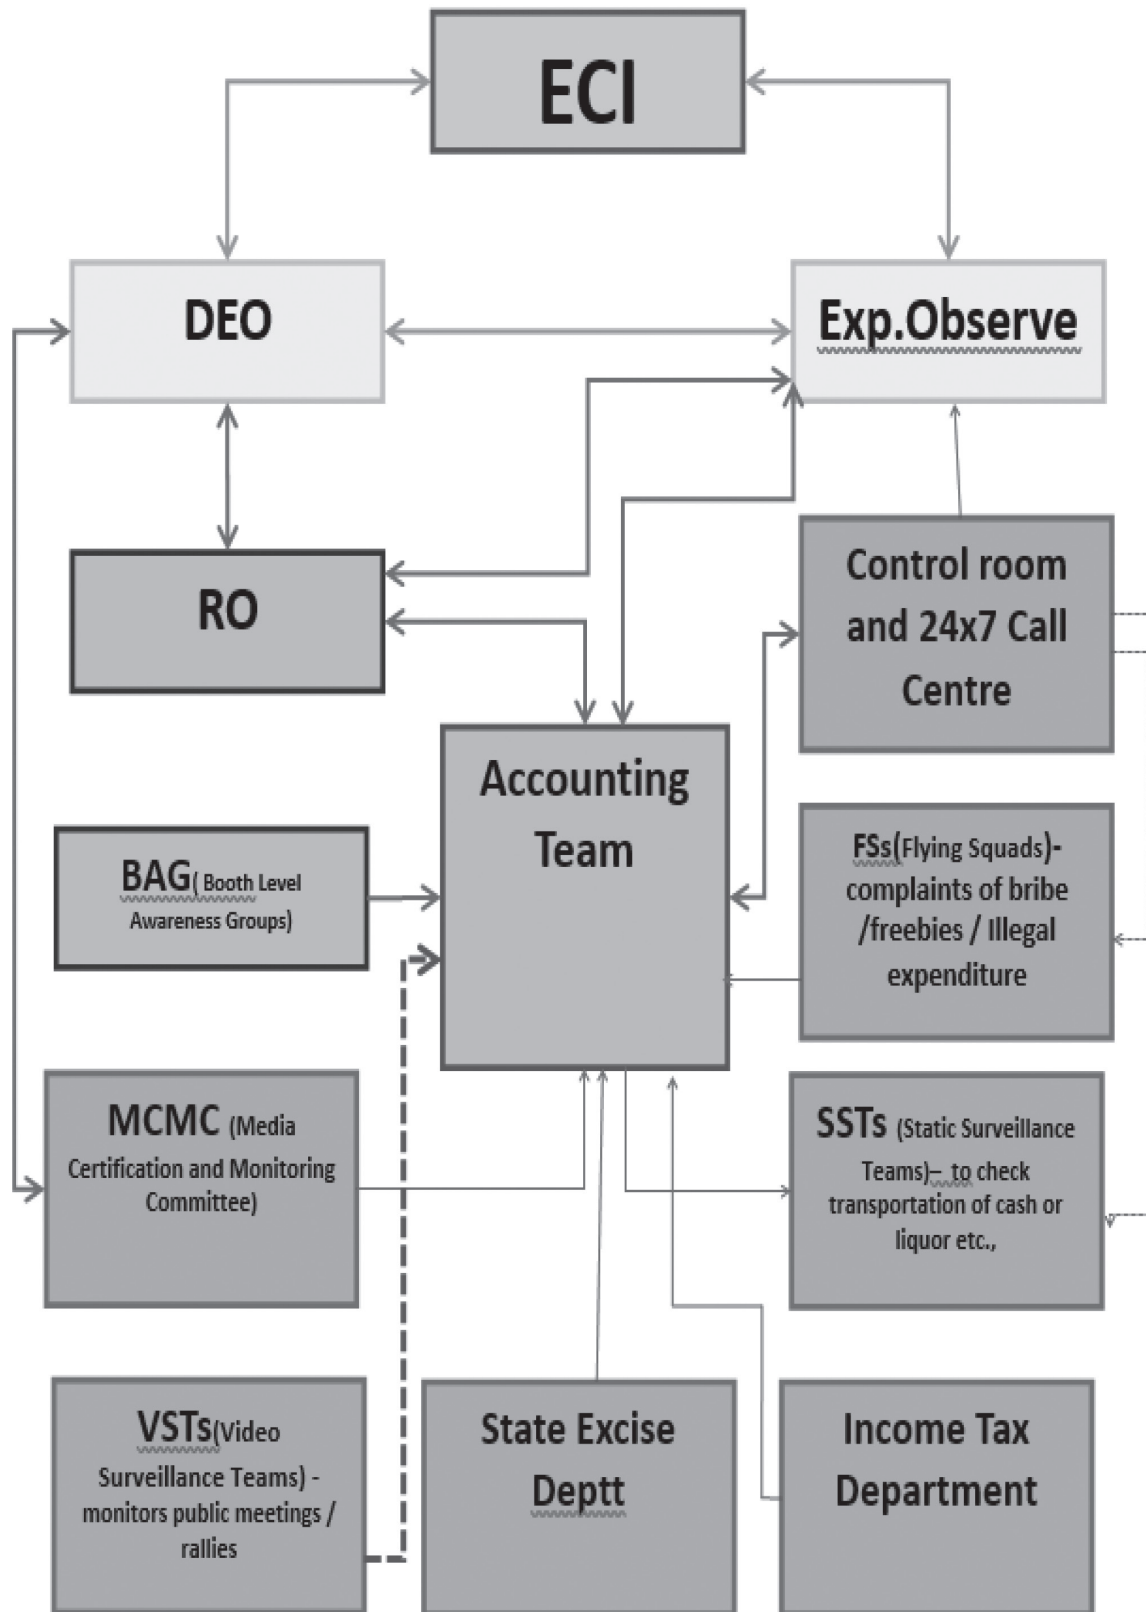 ECI
DEO
Exp.Observe
RO
Control room
and 24x7 Call
Centre
Accounting
Team
BAG( Booth Level
Awareness Groups)
FSs(Flying Squads)-
complaints of bribe
/freebies / Illegal
expenditure
MCMC (Media
Certification and Monitoring
Committee)
SSTs (Static Surveillance
Teams)– to check
transportation of cash or
liquor etc.,
VSTs(Video
Surveillance Teams) -
monitors public meetings /
rallies
State Excise
Deptt
Income Tax
Department